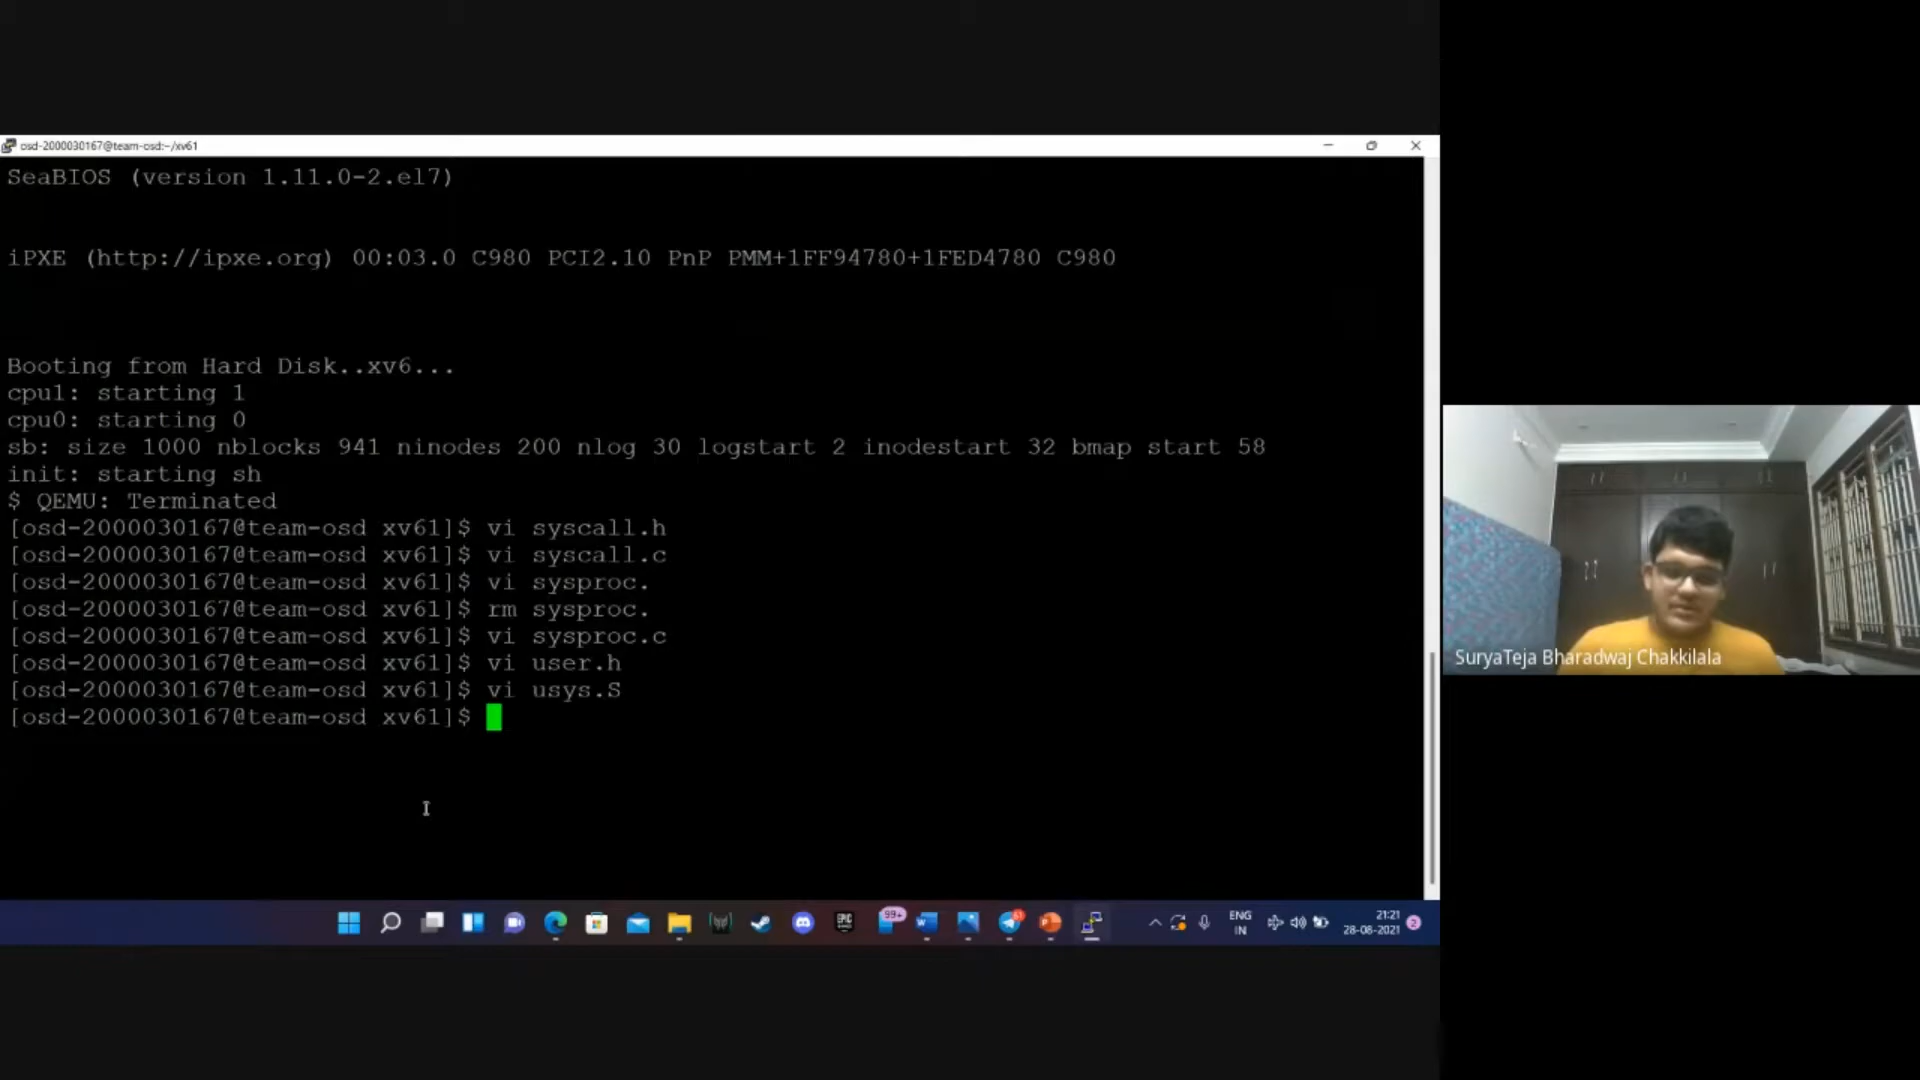 osd-2000030167@team-osd:~/xv61
SeaBIOS (version 1.11.0-2.el7)
iPXE (http://ipxe.org) 00:03.0 C980 PCI2.10 PnP PMM+1FF94780+1FED4780 C980
Booting from Hard Disk..xv6...
cpu1: starting 1
cpu0: starting 0
sb: size 1000 nblocks 941 ninodes 200 nlog 30 logstart 2 inodestart 32 bmap start 58
init: starting sh
$ QEMU: Terminated
[osd-2000030167@team-osd xv61]$ vi syscall.h
[osd-2000030167@team-osd xv61]$ vi syscall.c
[osd-2000030167@team-osd xv61]$ vi sysproc.
[osd-2000030167@team-osd xv61]$ rm sysproc.
[osd-2000030167@team-osd xv61]$ vi sysproc.c
[osd-2000030167@team-osd xv61]$ vi user.h
[osd-2000030167@team-osd xv61]$ vi usys.S
[osd-2000030167@team-osd xv61]$
SuryaTeja Bharadwaj Chakkilala
EPIC
99+
ENG
IN
21:21
28-08-2021
2